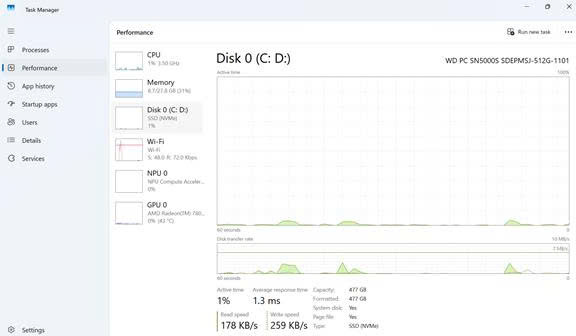 Task Manager
Performance
Run new task
Processes
Performance
App history
Startup apps
Users
Details
Services
Settings
CPU
1% 3.50 GHz
Memory
8.7/27.8 GB (31%)
Disk 0 (C: D:)
SSD (NVMe)
1%
Wi-Fi
Wi-Fi
S: 48.0 R: 72.0 Kbps
NPU 0
NPU Compute Acceler...
0%
GPU 0
AMD Radeon(TM) 780...
0% (43 °C)
Disk 0 (C: D:)
WD PC SN5000S SDEPMSJ-512G-1101
Active time
100%
60 seconds
0
Disk transfer rate
10 MB/s
7 MB/s
60 seconds
0
Active time
1%
Average response time
1.3 ms
Read speed
178 KB/s
Write speed
259 KB/s
Capacity: 477 GB
Formatted: 477 GB
System disk: Yes
Page file: Yes
Type: SSD (NVMe)